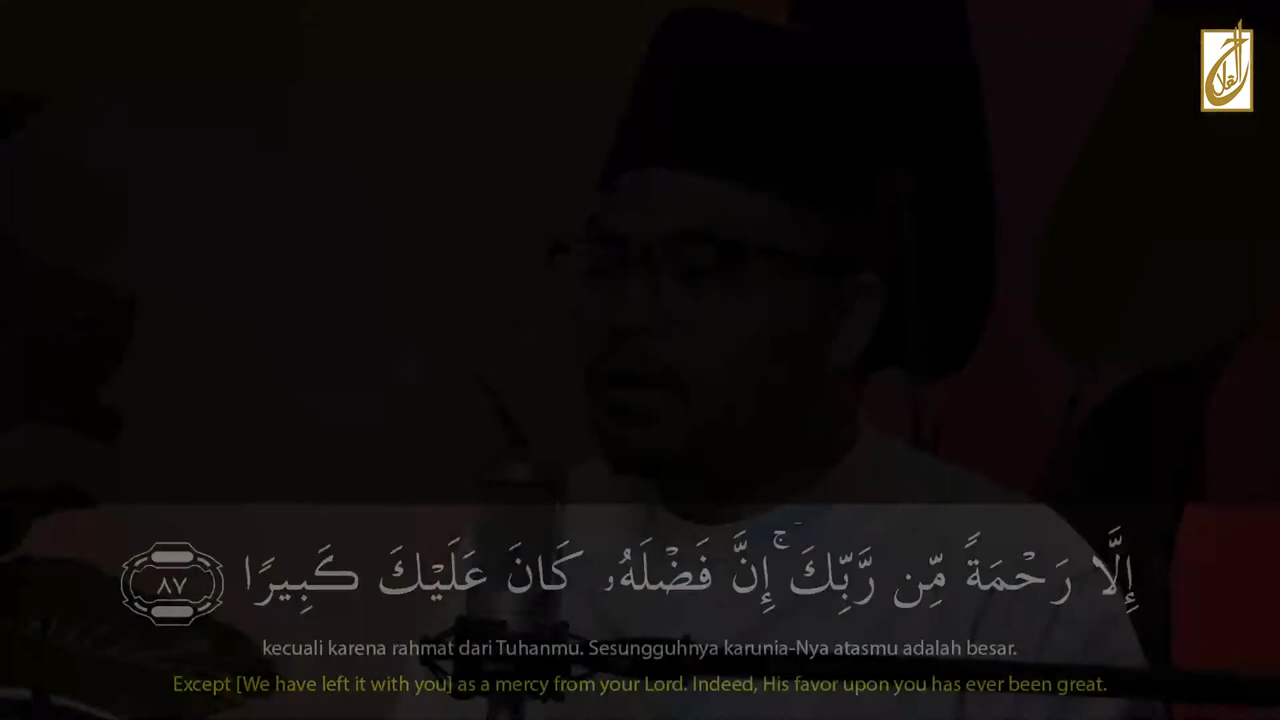 إِلَّا رَحْمَةً مِّن رَّبِّكَ ۚ إِنَّ فَضْلَهُۥ كَانَ عَلَيْكَ كَبِيرًا ٨٧
kecuali karena rahmat dari Tuhanmu. Sesungguhnya karunia-Nya atasmu adalah besar.
Except [We have left it with you] as a mercy from your Lord. Indeed, His favor upon you has ever been great.